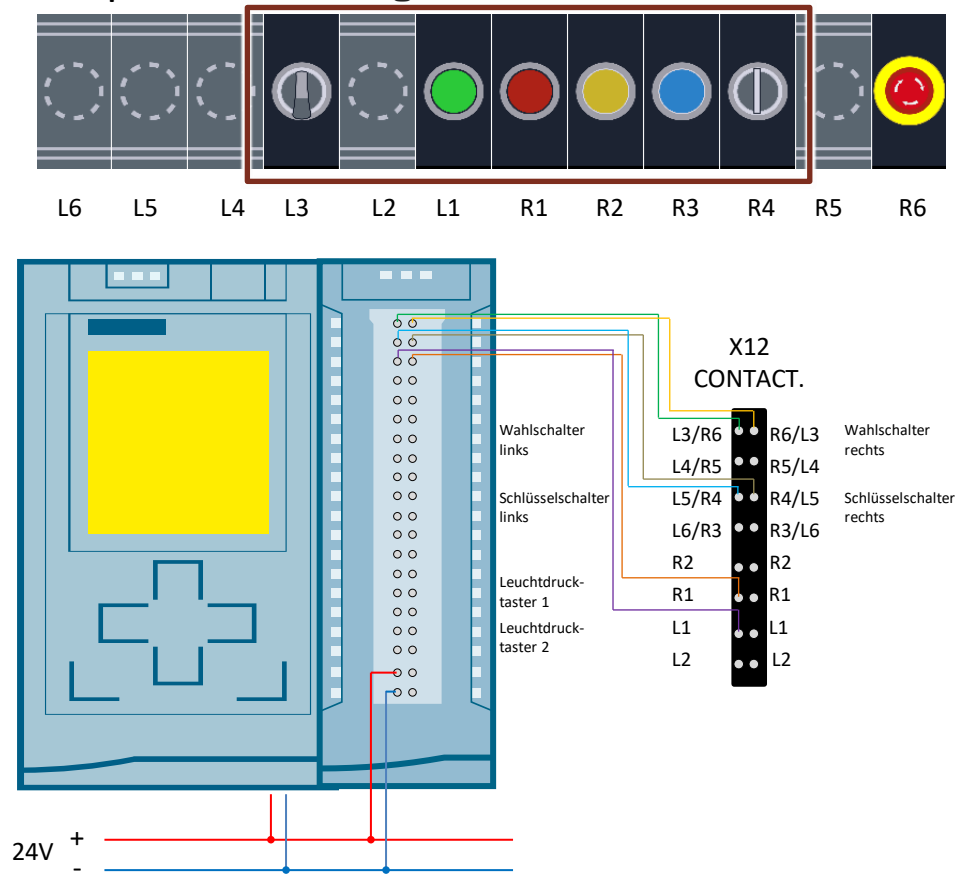 L6 L5 L4 L3 L2 L1 R1 R2 R3 R4 R5 R6
X12
CONTACT.
Wahlschalter
links
L3/R6 R6/L3
Wahlschalter
rechts
L4/R5 R5/L4
Schlüsselschalter
links
L5/R4 R4/L5
Schlüsselschalter
rechts
L6/R3 R3/L6
R2 R2
Leuchtdruck-
taster 1
R1 R1
Leuchtdruck-
taster 2
L1 L1
L2 L2
24V
+
-